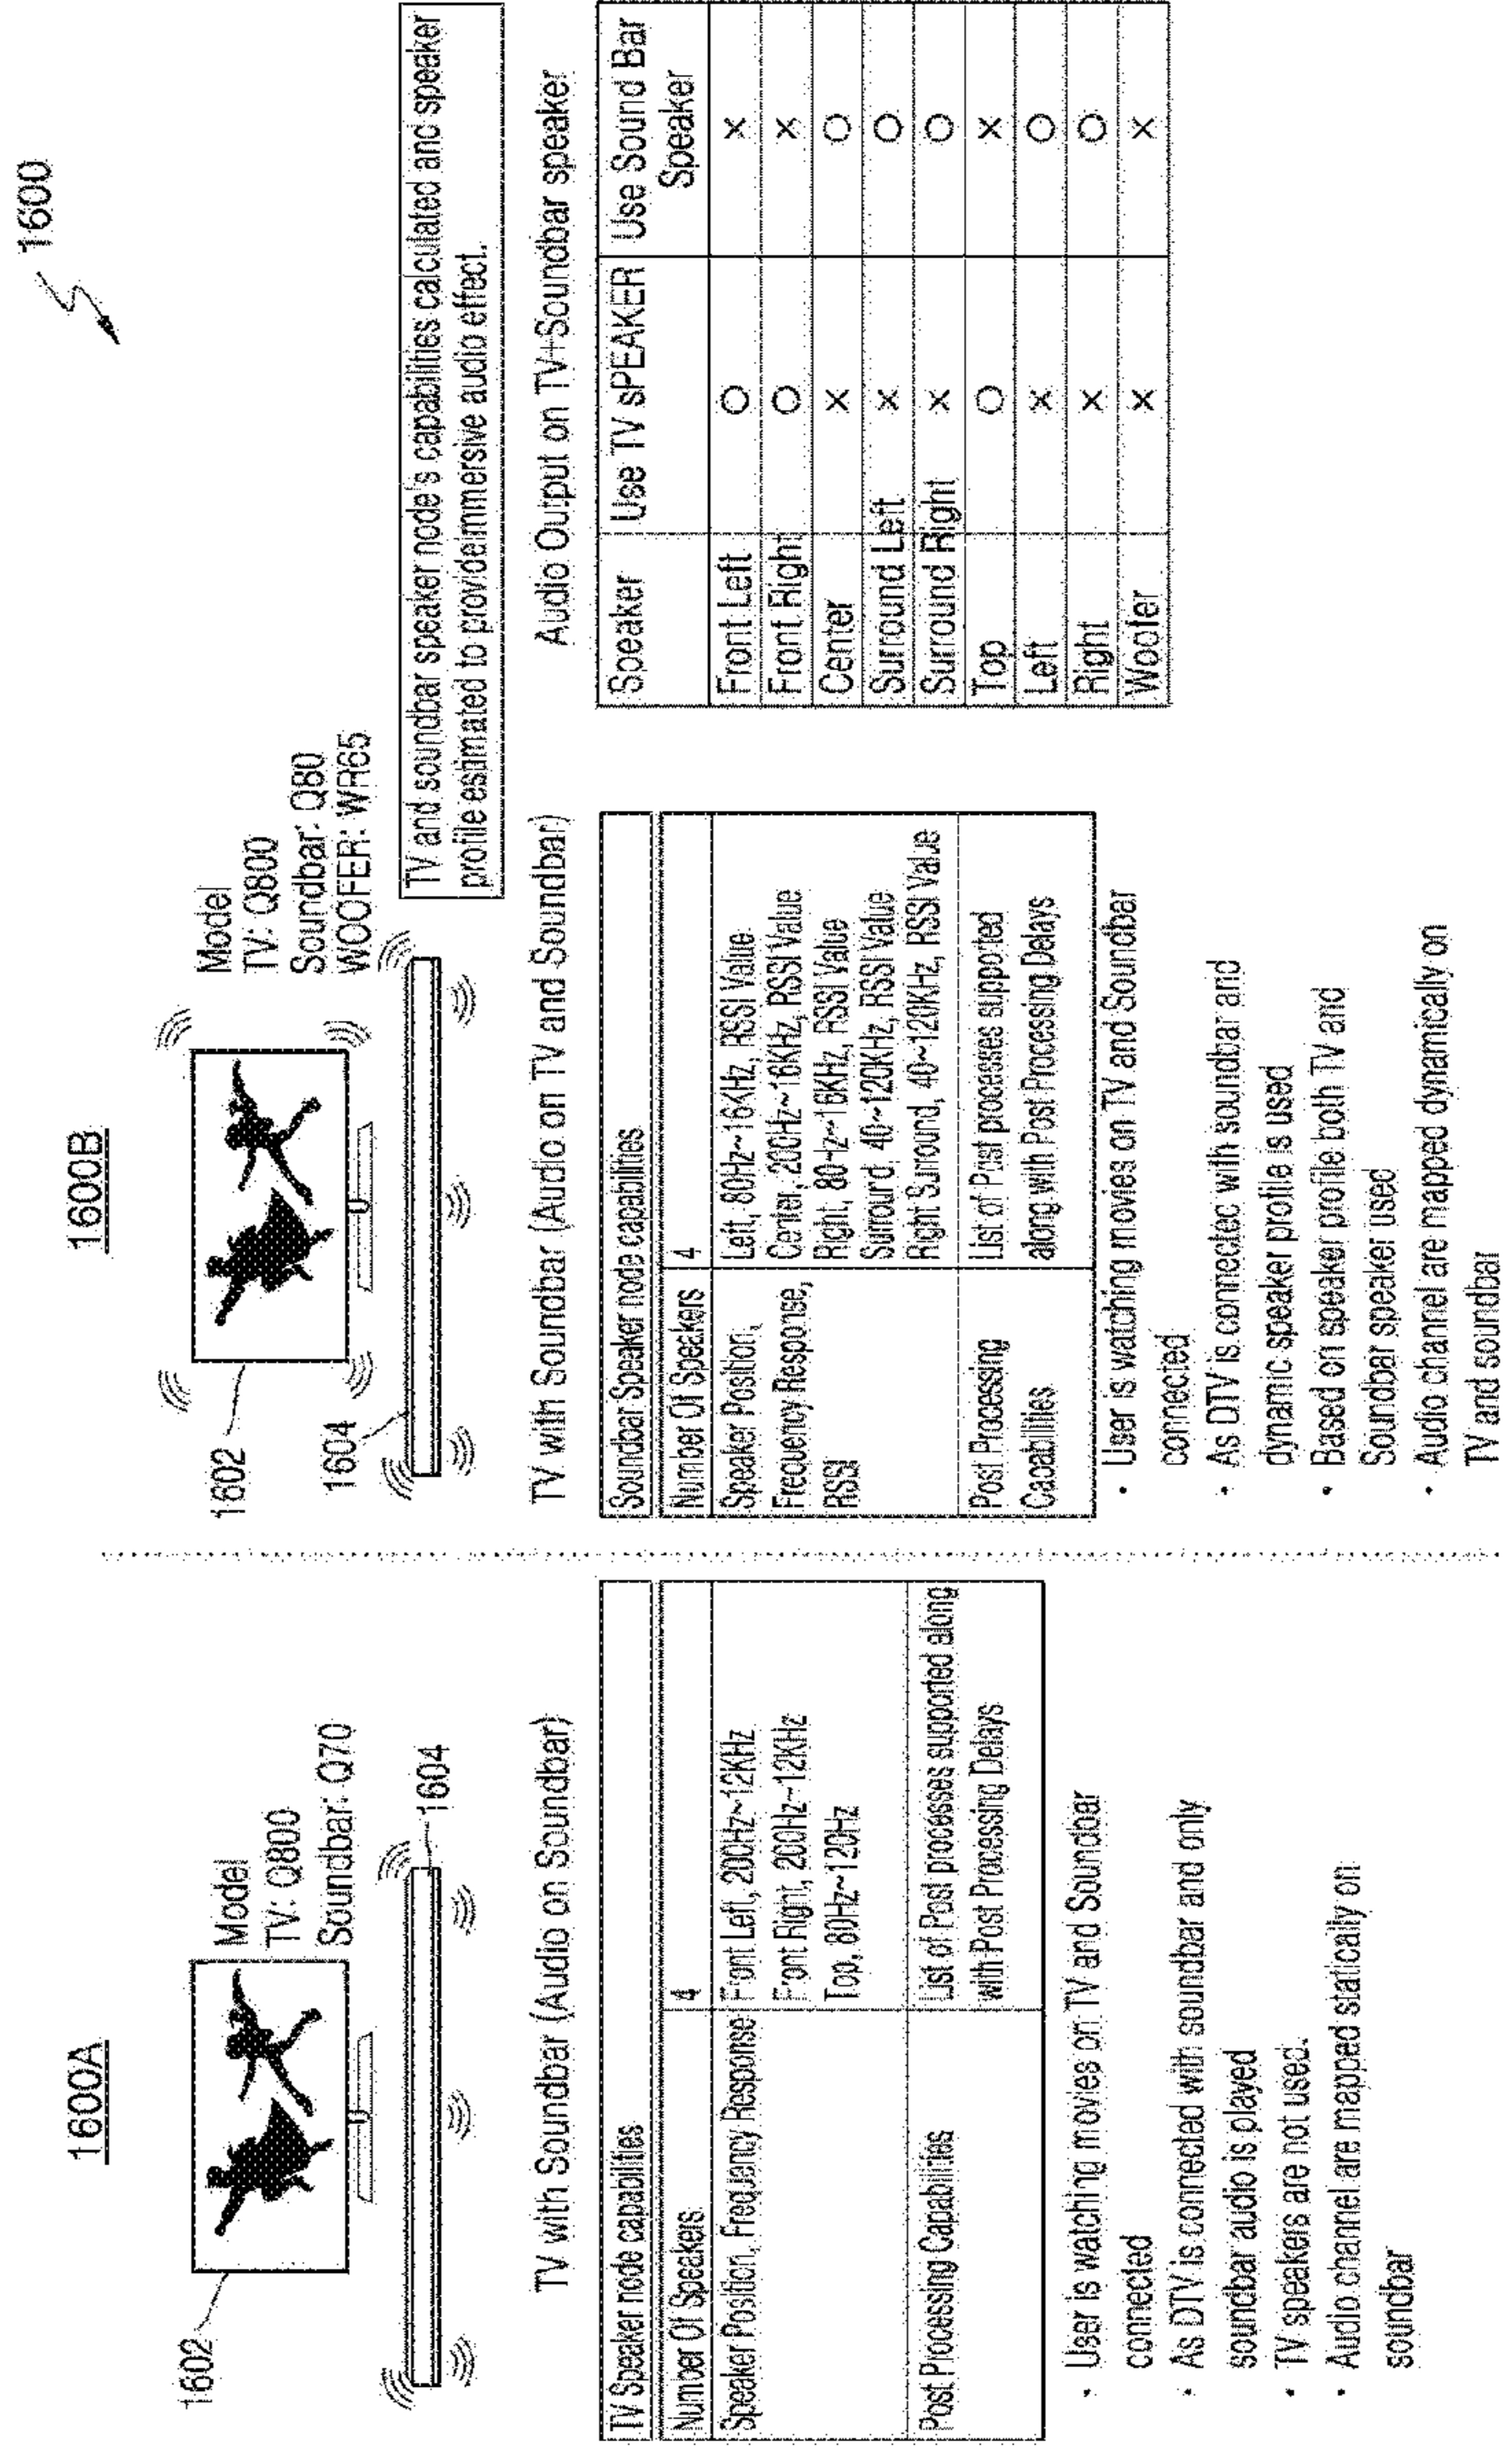 1600
1600A
Model
TV: Q800
Soundbar: Q70
1602
1604
TV with Soundbar (Audio on Soundbar)
TV Speaker node capabilities
Number Of Speakers
4
Speaker Position, Frequency Response
Front Left, 200Hz~12KHz
Front Right, 200Hz~12KHz
Top, 80Hz~120Hz
Post Processing Capabilities
List of Post processes supported along
with Post Processing Delays
• User is watching movies on TV and Soundbar
connected
• As DTV is connected with soundbar and only
soundbar audio is played
• TV speakers are not used.
• Audio channel are mapped statically on
soundbar
1600B
Model
TV: Q800
Soundbar: Q80
WOOFER: WR65
1602
1604
TV with Soundbar (Audio on TV and Soundbar)
Soundbar Speaker node capabilities
Number Of Speakers
4
Speaker Position,
Frequency Response,
RSSI
Left, 80Hz~16KHz, RSSI Value
Center, 200Hz~16KHz, RSSI Value
Right, 80Hz~16KHz, RSSI Value
Surround, 40~120KHz, RSSI Value
Right Surround, 40~120KHz, RSSI Value
Post Processing
Capabilities
List of Post processes supported
along with Post Processing Delays
• User is watching movies on TV and Soundbar
connected
• As DTV is connected with soundbar and
dynamic speaker profile is used
• Based on speaker profile both TV and
Soundbar speaker used
• Audio channel are mapped dynamically on
TV and soundbar
TV and soundbar speaker node's capabilities calculated and speaker
profile estimated to provideimmersive audio effect.
Audio Output on TV+Soundbar speaker
Speaker Use TV sPEAKER Use Sound Bar
Speaker
Front Left O ×
Front Right O ×
Center × O
Surround Left × O
Surround Right × O
Top O ×
Left × O
Right × O
Woofer × ×